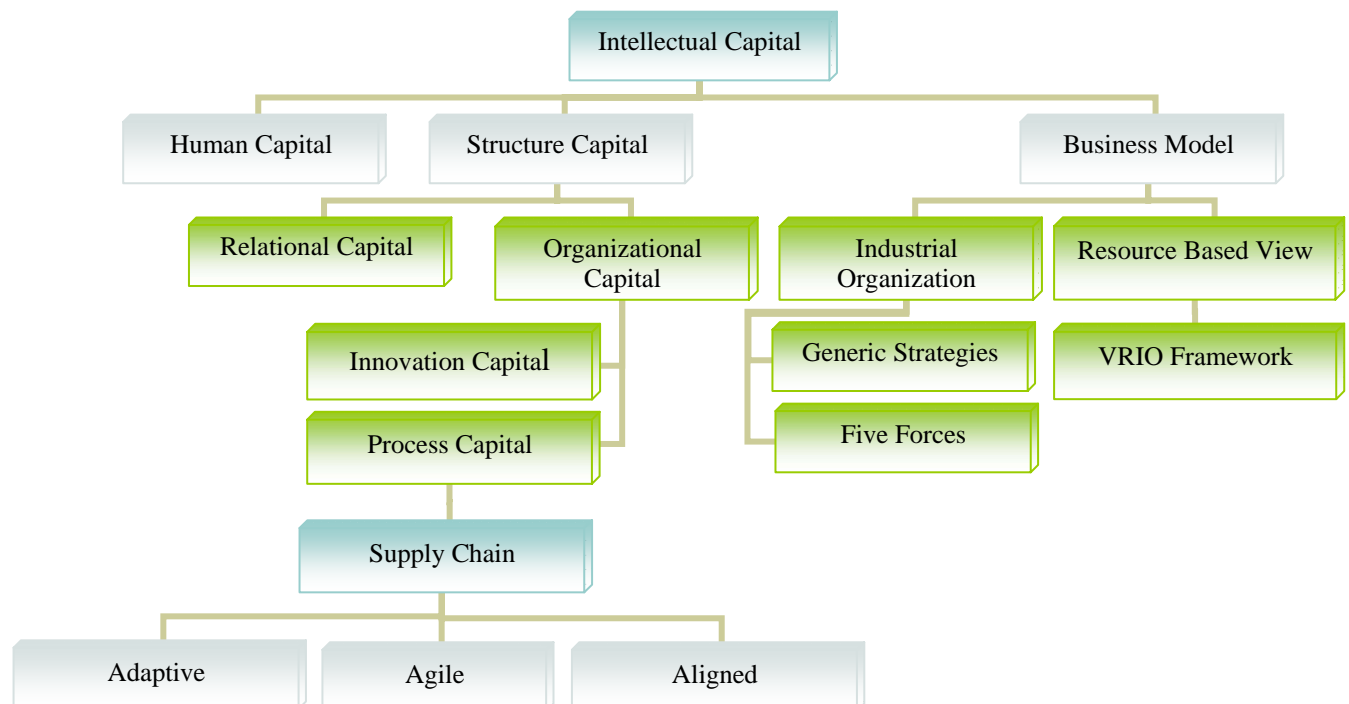 Intellectual Capital
Human Capital
Structure Capital
Business Model
Relational Capital
Organizational
Capital
Industrial
Organization
Resource Based View
Innovation Capital
Generic Strategies
VRIO Framework
Process Capital
Five Forces
Supply Chain
Adaptive
Agile
Aligned